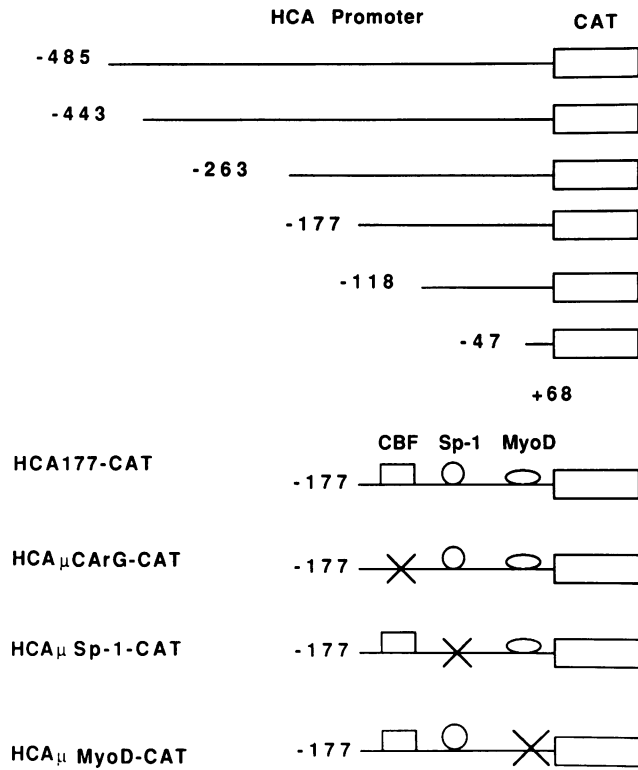 HCA Promoter CAT
-485
-443
-263
-177
-118
-47
+68
CBF Sp-1 MyoD
HCA177-CAT -177
HCAμCArG-CAT -177
HCAμ Sp-1-CAT -177
HCAμ MyoD-CAT -177